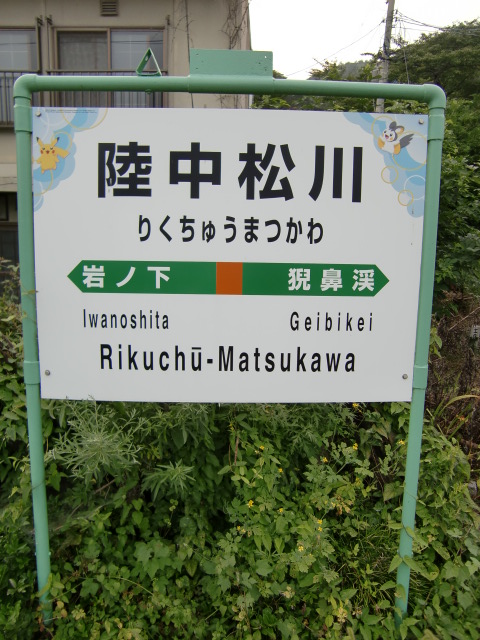 陸中松川
りくちゅうまつかわ
岩ノ下 猊鼻渓
Iwanoshita Geibikei
Rikuchū-Matsukawa